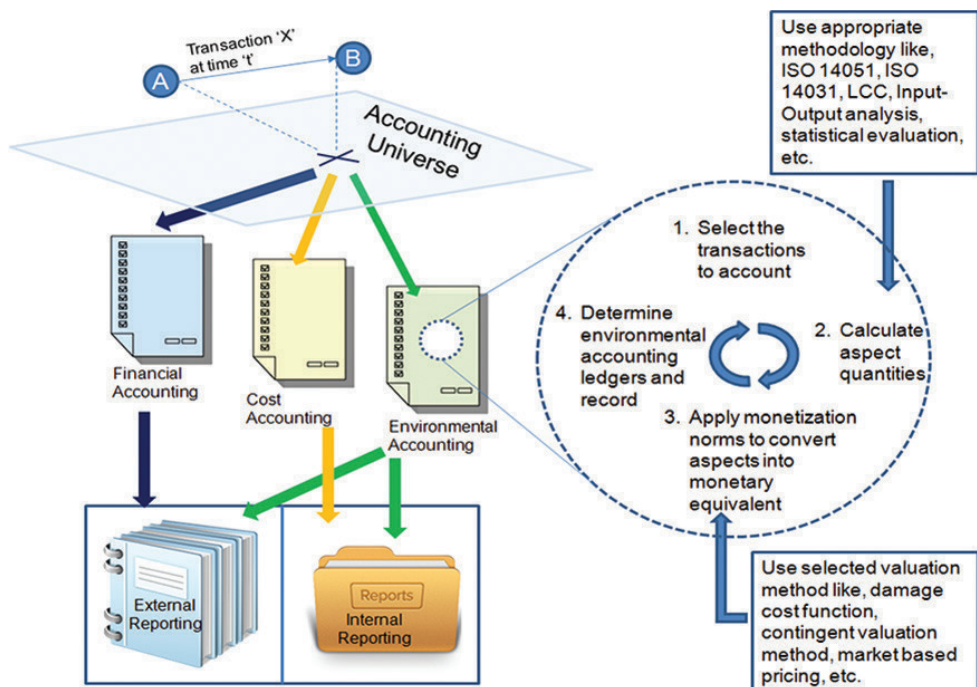 Transaction ‘X’
at time ‘t’
A
B
Accounting
Universe
Financial
Accounting
Cost
Accounting
Environmental
Accounting
External
Reporting
Reports
Internal
Reporting
Use appropriate
methodology like,
ISO 14051, ISO
14031, LCC, Input-
Output analysis,
statistical evaluation,
etc.
1. Select the
transactions
to account
2. Calculate
aspect
quantities
3. Apply monetization
norms to convert
aspects into
monetary
equivalent
4. Determine
environmental
accounting
ledgers and
record
Use selected valuation
method like, damage
cost function,
contingent valuation
method, market based
pricing, etc.